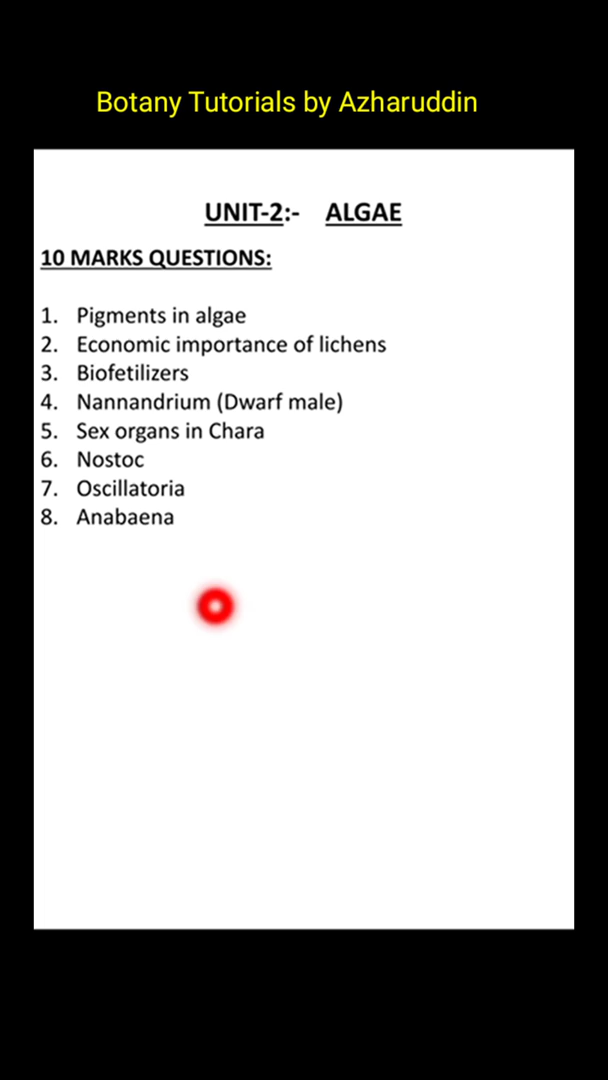 Botany Tutorials by Azharuddin
UNIT-2:- ALGAE
10 MARKS QUESTIONS:
1. Pigments in algae
2. Economic importance of lichens
3. Biofetilizers
4. Nannandrium (Dwarf male)
5. Sex organs in Chara
6. Nostoc
7. Oscillatoria
8. Anabaena